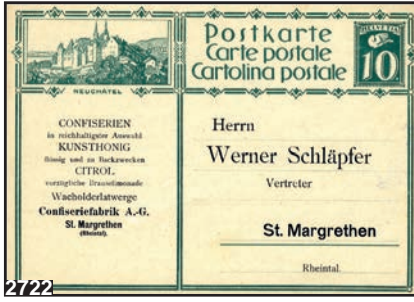 Postkarte
Carte postale
Cartolina postale
HELVETIA
10
NEUCHÂTEL
CONFISERIEN
in reichhaltigster Auswahl
KUNSTHONIG
flüssig und zu Backzwecken
CITROL
vorzügliche Brauselimonade
Wacholderlatwerge
Confiseriefabrik A.-G.
St. Margrethen
(Rheintal).
Herrn
Werner Schläpfer
Vertreter
St. Margrethen
Rheintal.
2722